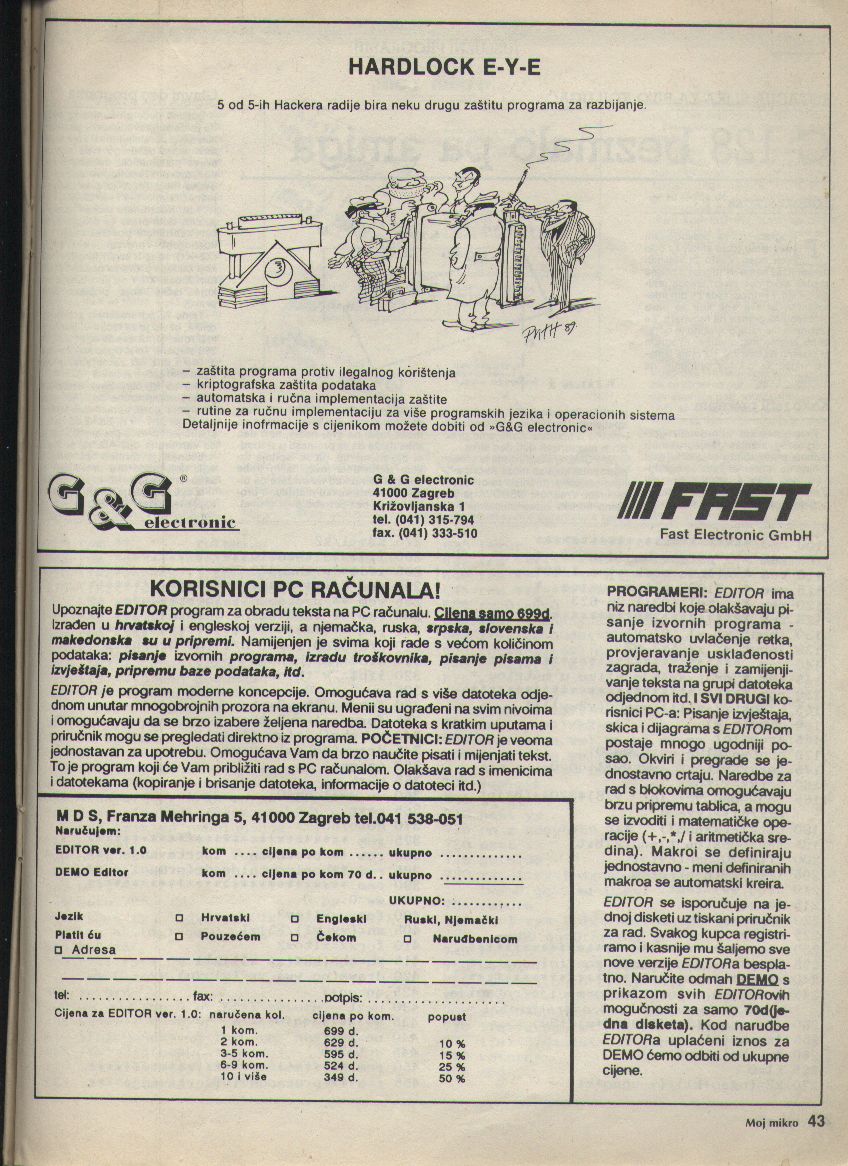 HARDLOCK E-Y-E
5 od 5-ih Hackera radije bira neku drugu zaštitu programa za razbijanje.
– zaštita programa protiv ilegalnog korištenja
– kriptografska zaštita podataka
– automatska i ručna implementacija zaštite
– rutine za ručnu implementaciju za više programskih jezika i operacionih sistema
Detaljnije inofrmacije s cijenikom možete dobiti od »G&G electronic«
G&G ®
electronic
G & G electronic
41000 Zagreb
Križovljanska 1
tel. (041) 315-794
fax. (041) 333-510
FAST
Fast Electronic GmbH
KORISNICI PC RAČUNALA!
Upoznajte EDITOR program za obradu teksta na PC računalu. Cijena samo 699d.
Izrađen u hrvatskoj i engleskoj verziji, a njemačka, ruska, srpska, slovenska i
makedonska su u pripremi. Namijenjen je svima koji rade s većom količinom
podataka: pisanje izvornih programa, izradu troškovnika, pisanje pisama i
izvještaja, pripremu baze podataka, itd.
EDITOR je program moderne koncepcije. Omogućava rad s više datoteka odje-
dnom unutar mnogobrojnih prozora na ekranu. Menii su ugrađeni na svim nivoima
i omogućavaju da se brzo izabere željena naredba. Datoteka s kratkim uputama i
priručnik mogu se pregledati direktno iz programa. POČETNICI: EDITOR je veoma
jednostavan za upotrebu. Omogućava Vam da brzo naučite pisati i mijenjati tekst.
To je program koji će Vam približiti rad s PC računalom. Olakšava rad s imenicima
i datotekama (kopiranje i brisanje datoteka, informacije o datoteci itd.)
M D S, Franza Mehringa 5, 41000 Zagreb tel.041 538-051
Naručujem:
EDITOR ver. 1.0 kom .... cijena po kom ...... ukupno .............
DEMO Editor kom .... cijena po kom 70 d.. ukupno .............
UKUPNO: ...........
Jezik □ Hrvatski □ Engleski Ruski, Njemački
Platit ću □ Pouzećem □ Čekom □ Narudbenicom
□ Adresa
tel: ................. fax: ................. potpis: .....................
Cijena za EDITOR ver. 1.0: naručena kol. cijena po kom. popust
1 kom. 699 d.
2 kom. 629 d. 10 %
3-5 kom. 595 d. 15 %
6-9 kom. 524 d. 25 %
10 i više 349 d. 50 %
PROGRAMERI: EDITOR ima
niz naredbi koje olakšavaju pi-
sanje izvornih programa -
automatsko uvlačenje retka,
provjeravanje usklađenosti
zagrada, traženje i zamijenji-
vanje teksta na grupi datoteka
odjednom itd. I SVI DRUGI ko-
risnici PC-a: Pisanje izvještaja,
skica i dijagrama s EDITORom
postaje mnogo ugodniji po-
sao. Okviri i pregrade se je-
dnostavno crtaju. Naredbe za
rad s blokovima omogućavaju
brzu pripremu tablica, a mogu
se izvoditi i matematičke ope-
racije (+,-,*,/ i aritmetička sre-
dina). Makroi se definiraju
jednostavno - meni definiranih
makroa se automatski kreira.
EDITOR se isporučuje na je-
dnoj disketi uz tiskani priručnik
za rad. Svakog kupca registri-
ramo i kasnije mu šaljemo sve
nove verzije EDITORa bespla-
tno. Naručite odmah DEMO s
prikazom svih EDITORovih
mogučnosti za samo 70d(je-
dna disketa). Kod narudbe
EDITORa uplaćeni iznos za
DEMO ćemo odbiti od ukupne
cijene.
Moj mikro 43